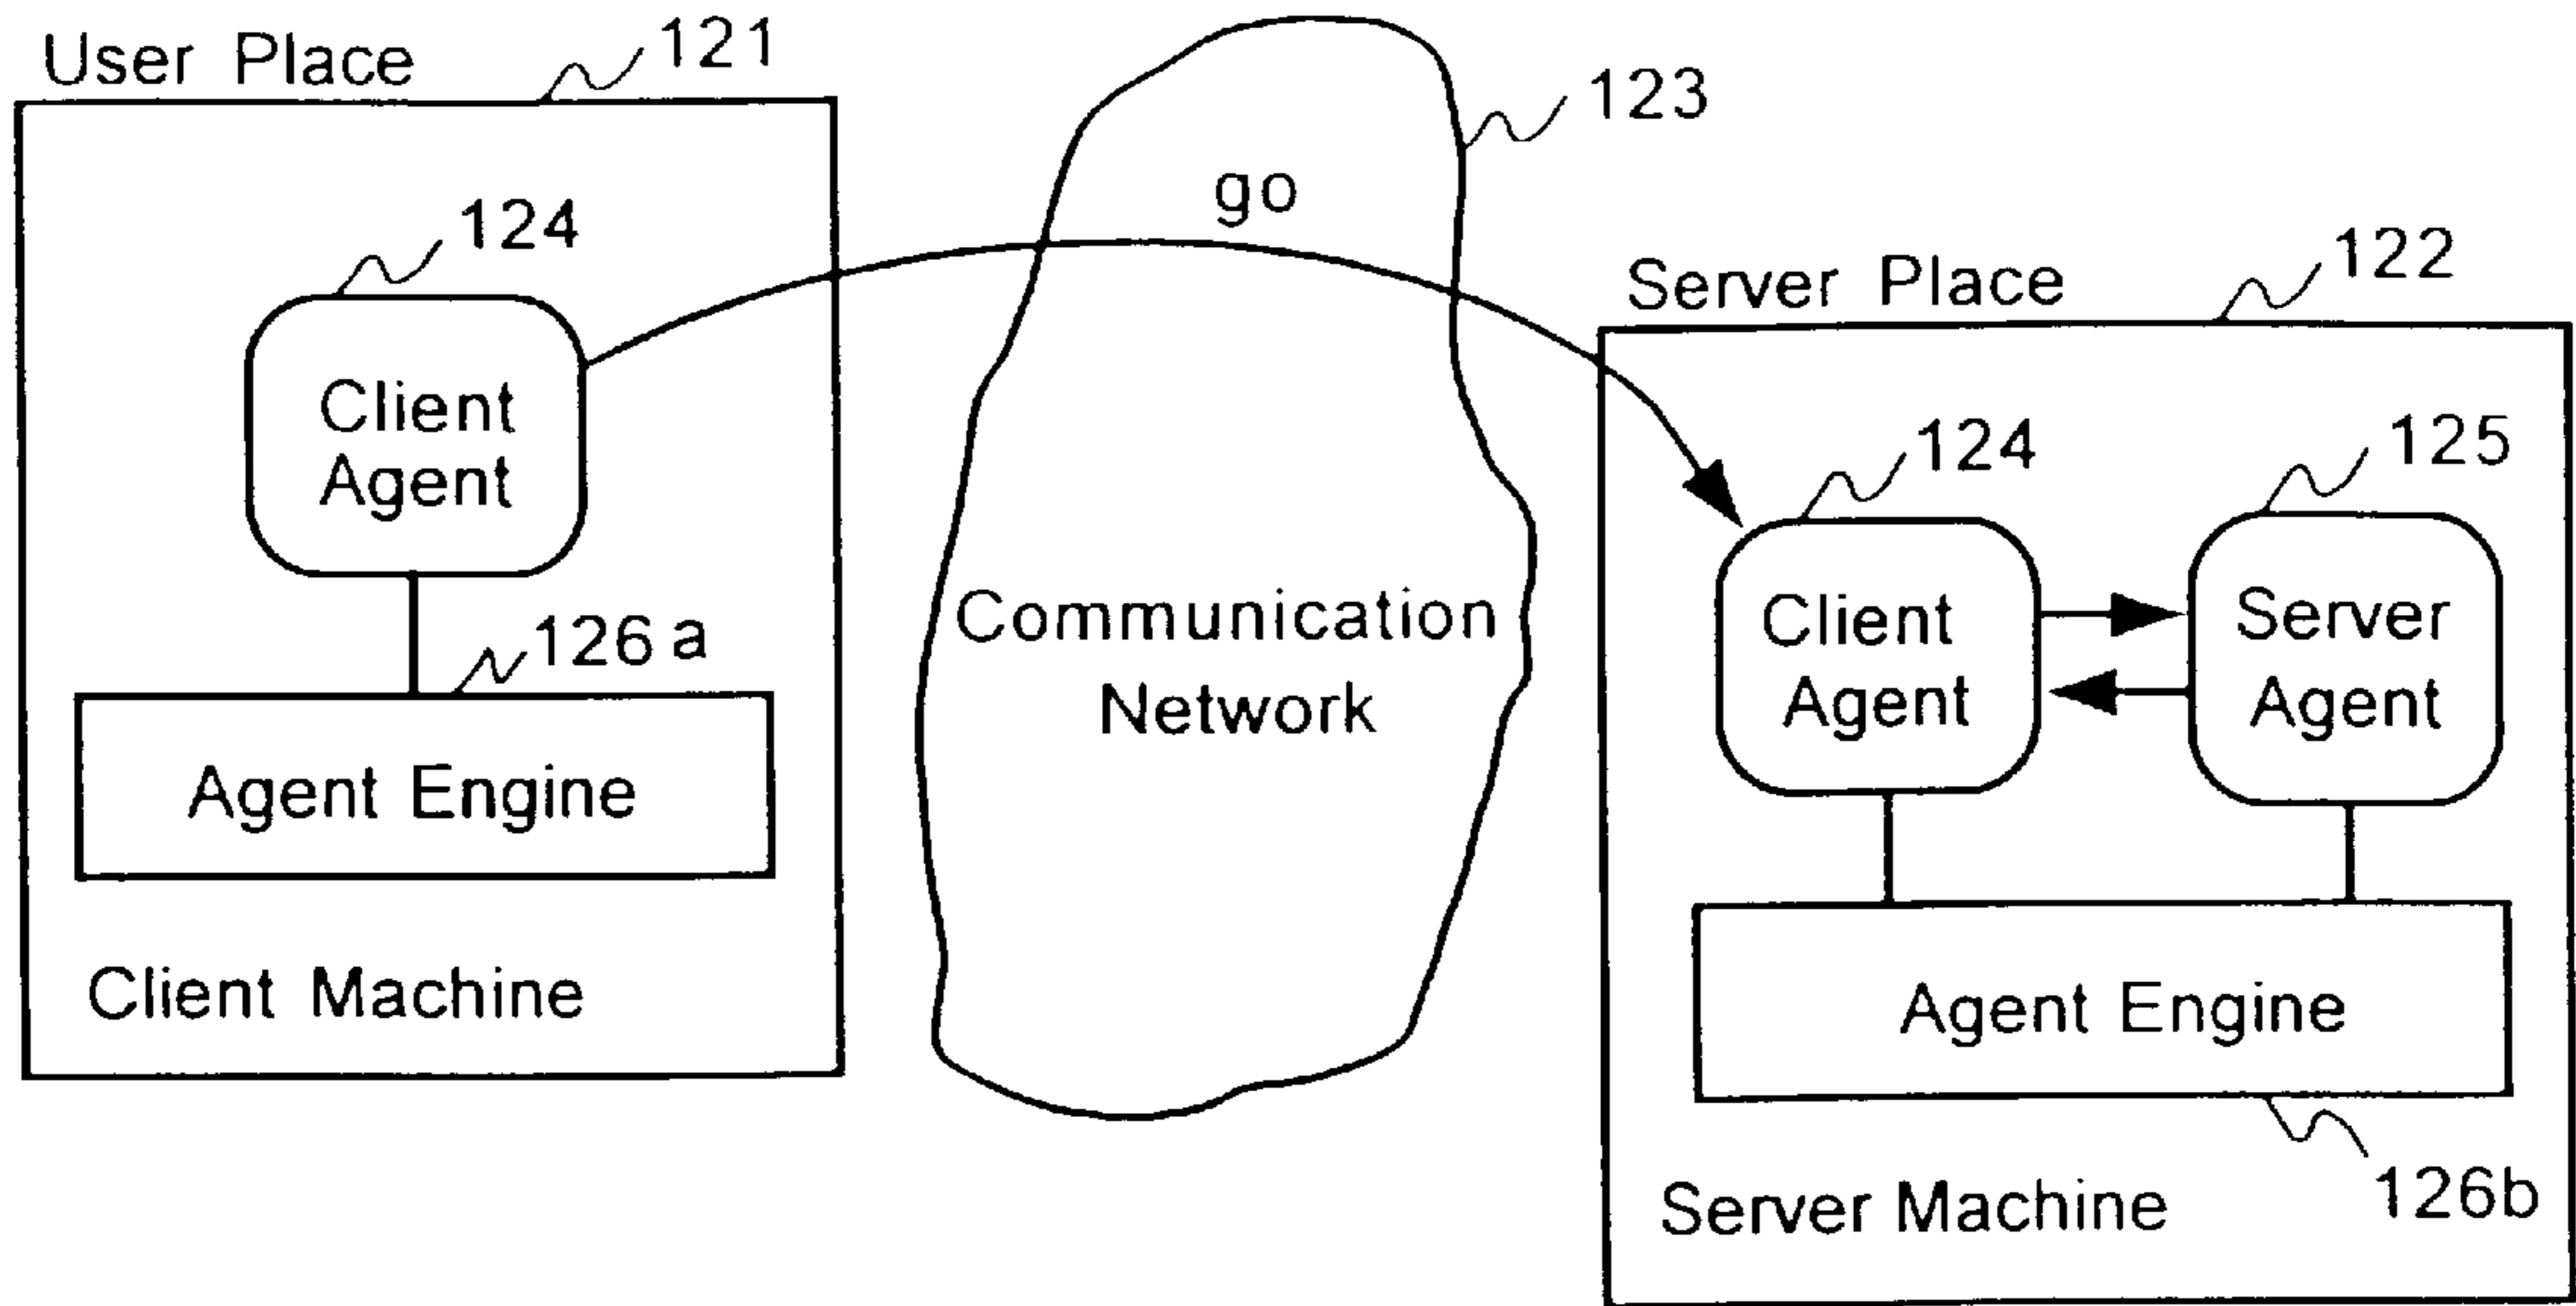 User Place
121
124
Client
Agent
126a
Agent Engine
Client Machine
go
123
Communication
Network
Server Place
122
124
125
Client
Agent
Server
Agent
Agent Engine
126b
Server Machine